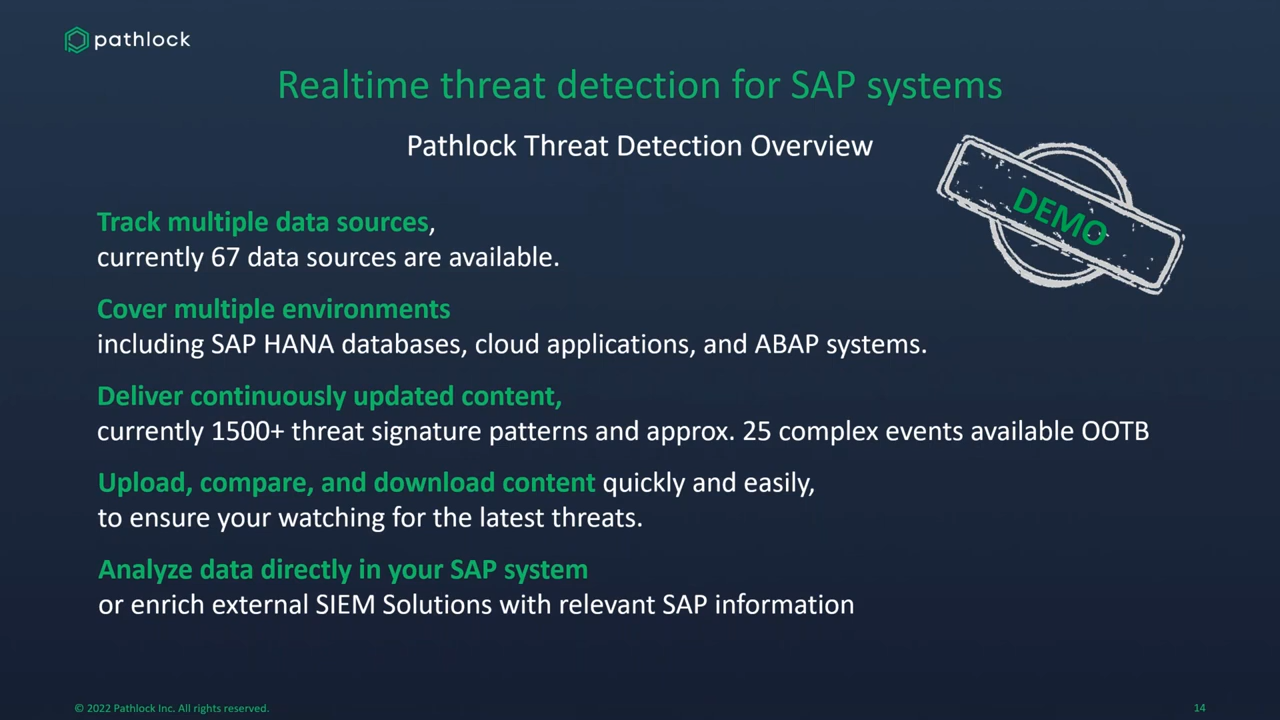 pathlock
Realtime threat detection for SAP systems
Pathlock Threat Detection Overview
DEMO
Track multiple data sources,
currently 67 data sources are available.
Cover multiple environments
including SAP HANA databases, cloud applications, and ABAP systems.
Deliver continuously updated content,
currently 1500+ threat signature patterns and approx. 25 complex events available OOTB
Upload, compare, and download content quickly and easily,
to ensure your watching for the latest threats.
Analyze data directly in your SAP system
or enrich external SIEM Solutions with relevant SAP information
© 2022 Pathlock Inc. All rights reserved.
14